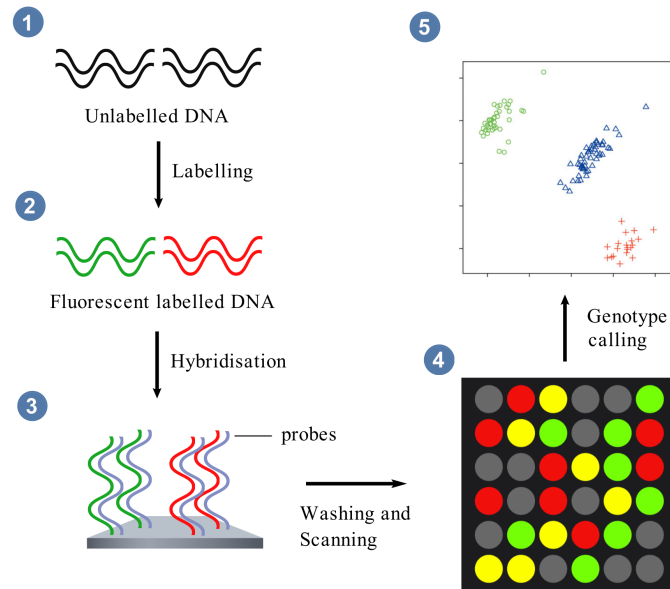 1
Unlabelled DNA
Labelling
2
Fluorescent labelled DNA
Hybridisation
3
probes
Washing and
Scanning
4
Genotype
calling
5